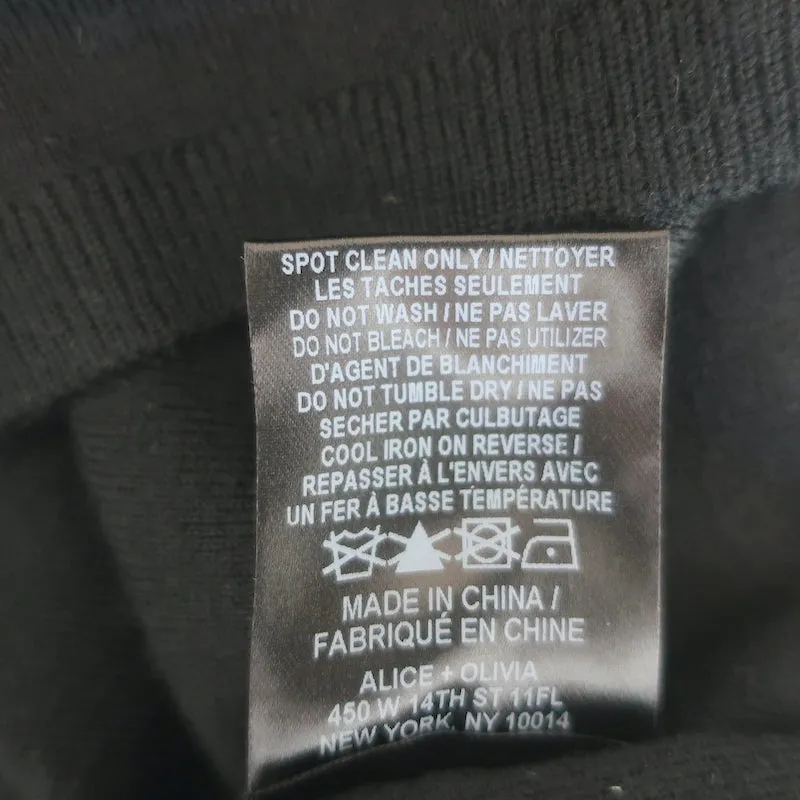 SPOT CLEAN ONLY / NETTOYER
LES TACHES SEULEMENT
DO NOT WASH / NE PAS LAVER
DO NOT BLEACH / NE PAS UTILIZER
D'AGENT DE BLANCHIMENT
DO NOT TUMBLE DRY / NE PAS
SECHER PAR CULBUTAGE
COOL IRON ON REVERSE /
REPASSER À L'ENVERS AVEC
UN FER À BASSE TEMPÉRATURE
MADE IN CHINA /
FABRIQUÉ EN CHINE
ALICE + OLIVIA
450 W 14TH ST 11FL
NEW YORK, NY 10014